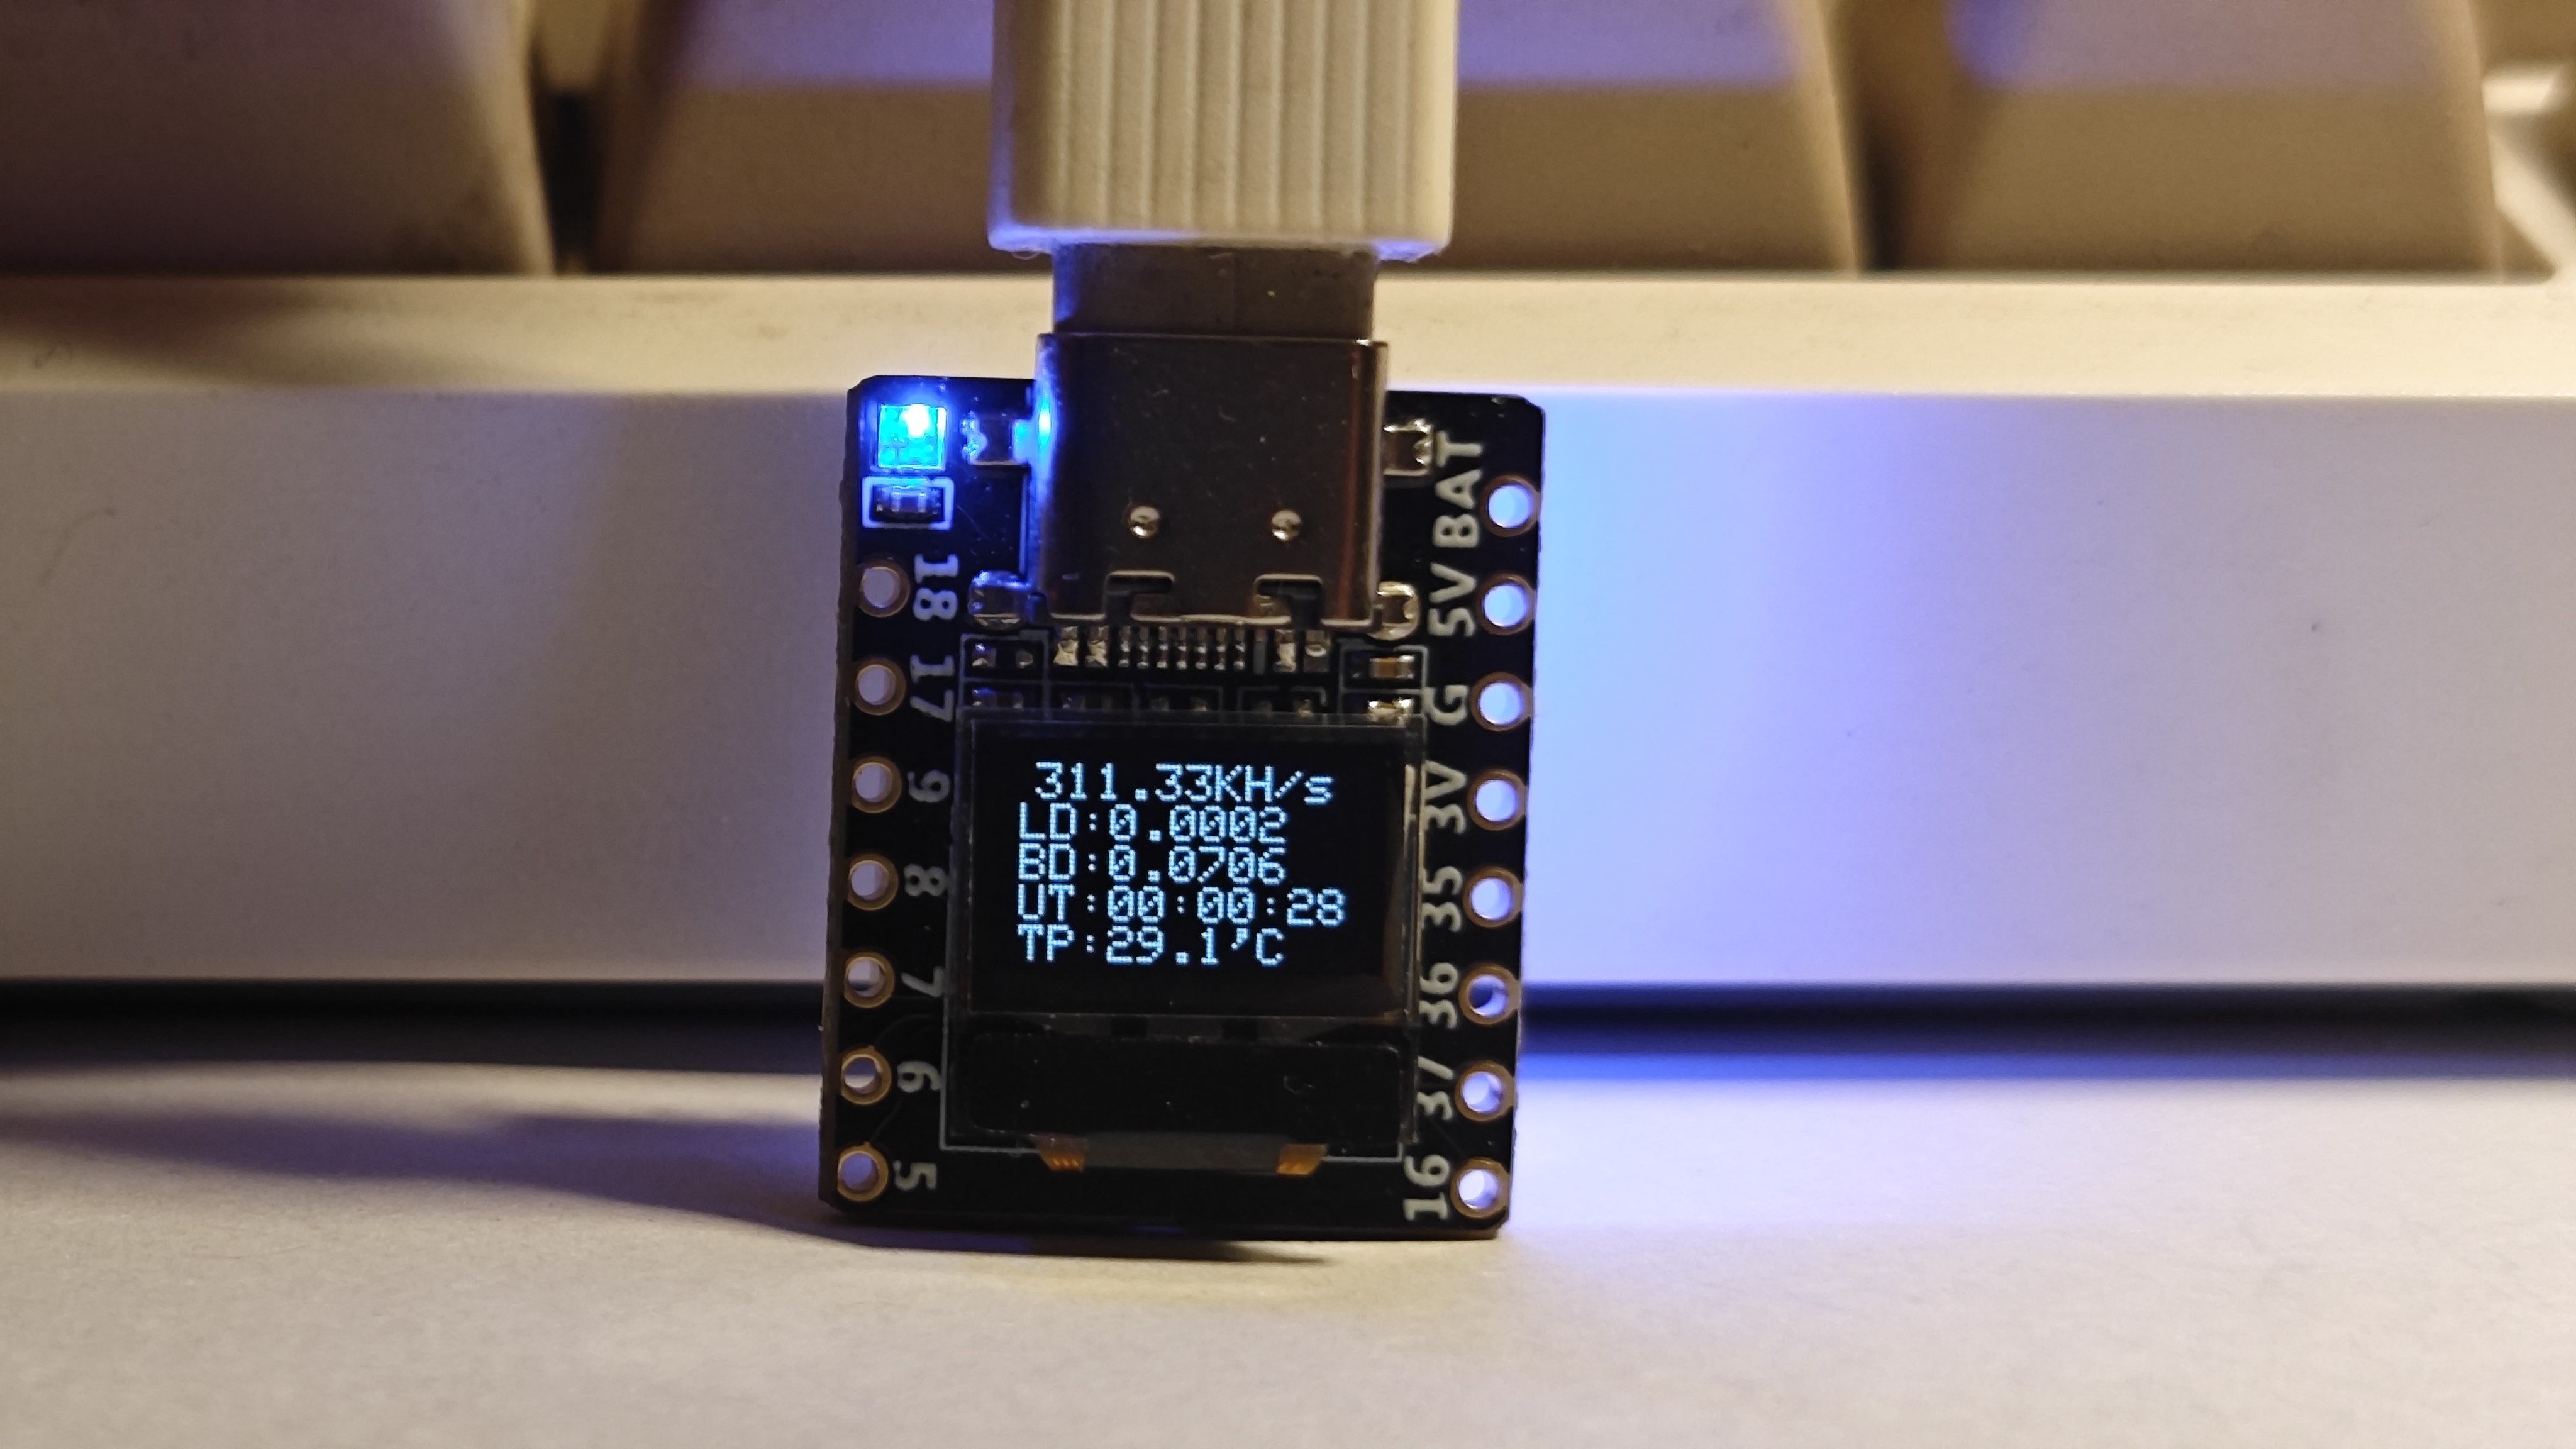 311.33KH/s
LD:0.0002
BD:0.0706
UT:00:00:28
TP:29.1'C
18
17
9
8
7
6
5
BAT
5V
G
3V
35
36
37
16